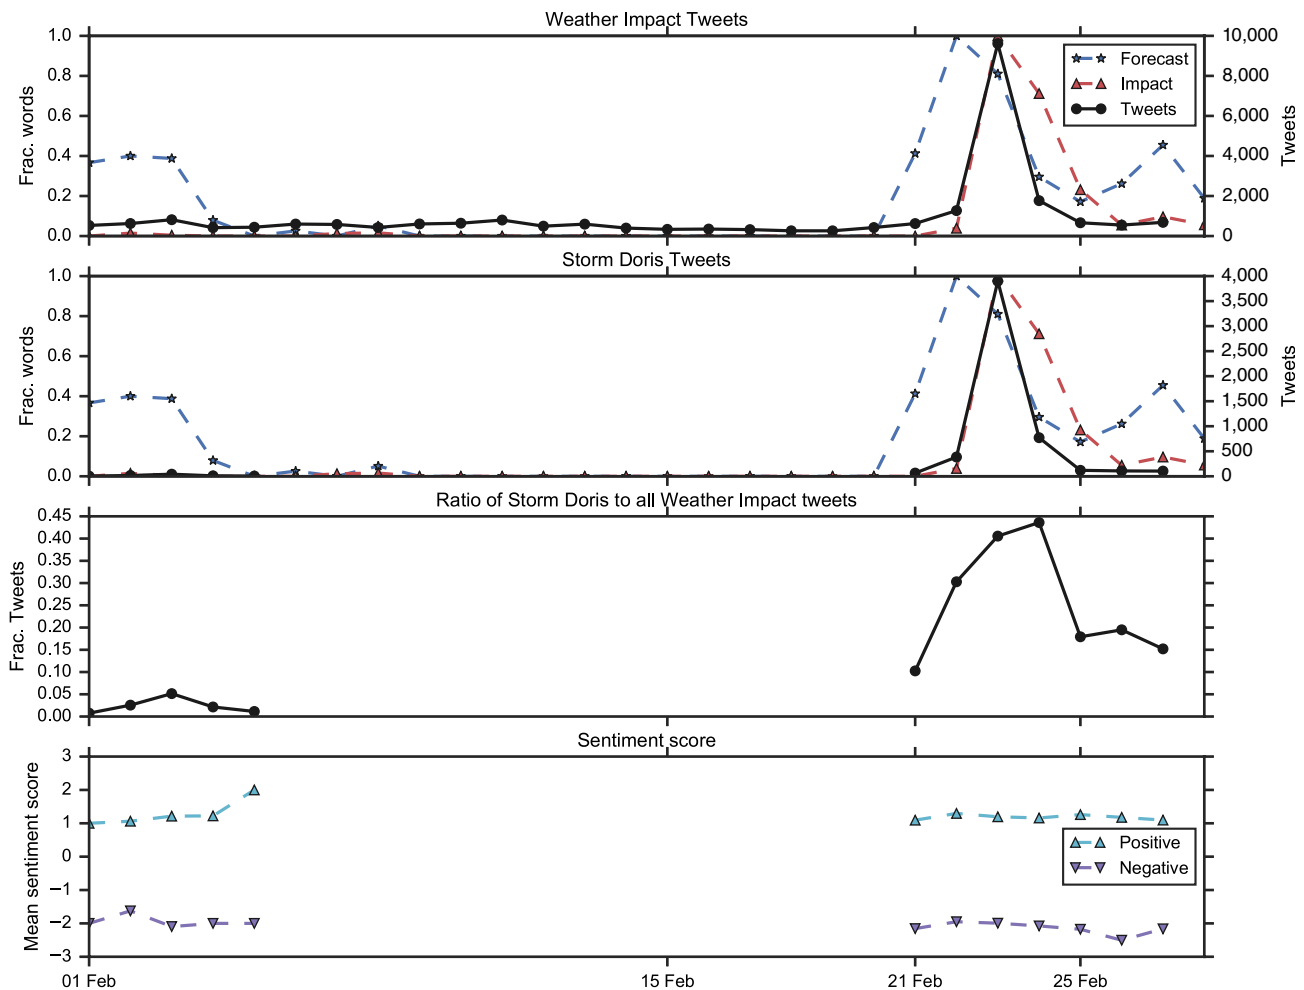 Weather Impact Tweets
1.0
0.8
0.6
0.4
0.2
0.0
Frac. words
10,000
8,000
6,000
4,000
2,000
0
Tweets
Forecast
Impact
Tweets
Storm Doris Tweets
1.0
0.8
0.6
0.4
0.2
0.0
Frac. words
4,000
3,500
3,000
2,500
2,000
1,500
1,000
500
0
Tweets
Ratio of Storm Doris to all Weather Impact tweets
0.45
0.40
0.35
0.30
0.25
0.20
0.15
0.10
0.05
0.00
Frac. Tweets
Sentiment score
3
2
1
0
−1
−2
−3
Mean sentiment score
Positive
Negative
01 Feb
15 Feb
21 Feb
25 Feb